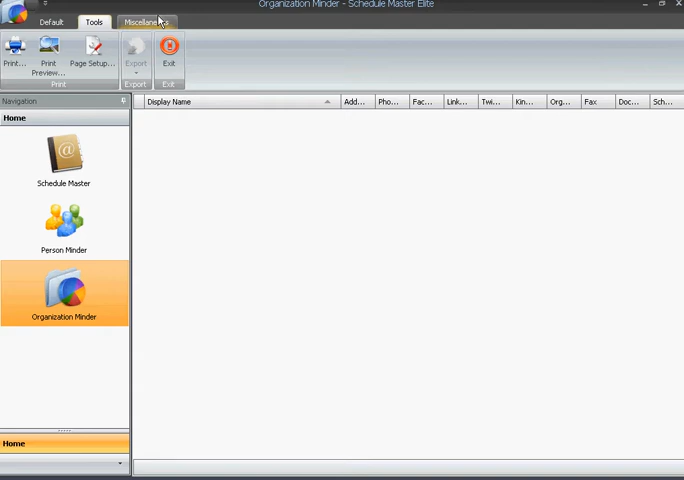 Organization Minder - Schedule Master Elite
Default Tools Miscellaneous
Print... Print Preview... Page Setup... Export Exit
Print Export Exit
Navigation
Display Name Add... Pho... Fac... Link... Twi... Kin... Org... Fax Doc... Sch...
Home
Schedule Master
Person Minder
Organization Minder
Home